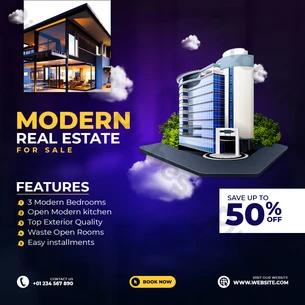 MODERN
REAL ESTATE
FOR SALE
FEATURES
3 Modern Bedrooms
Open Modern kitchen
Top Exterior Quality
Waste Open Rooms
Easy installments
SAVE UP TO
50% OFF
CONTACT US
+01 234 567 890
BOOK NOW
VISIT OUR WEBSITE
WWW.WEBSITE.COM